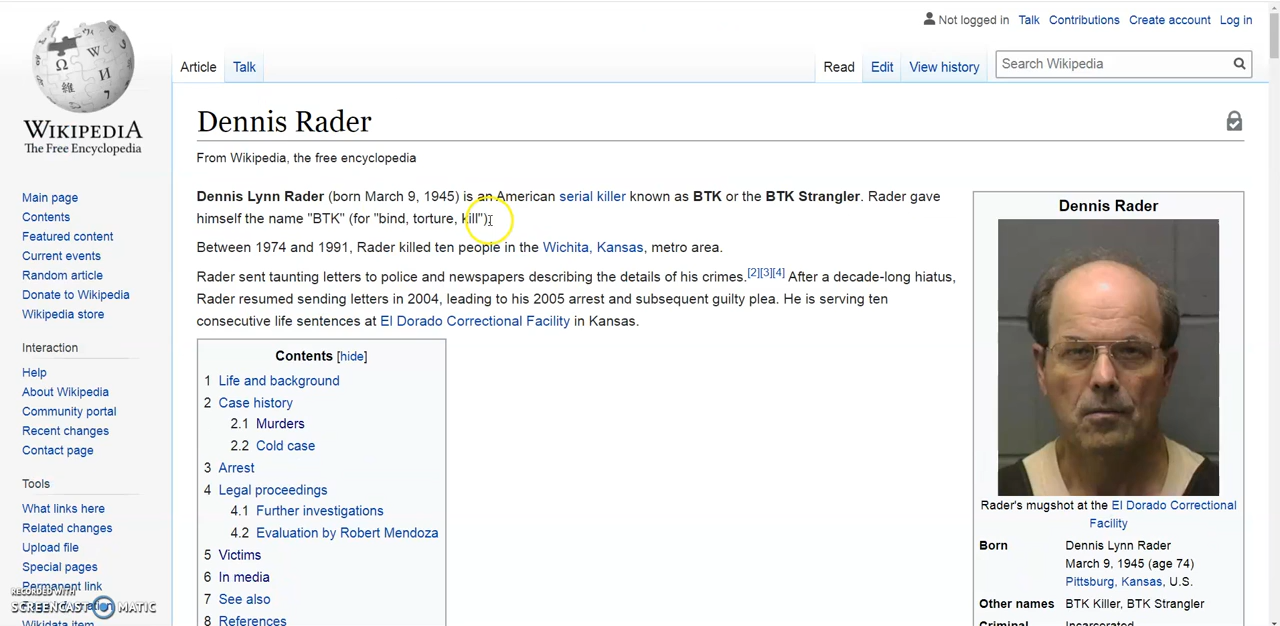 Not logged in Talk Contributions Create account Log in
Article Talk Read Edit View history Search Wikipedia
WIKIPEDIA
The Free Encyclopedia
Main page
Contents
Featured content
Current events
Random article
Donate to Wikipedia
Wikipedia store
Interaction
Help
About Wikipedia
Community portal
Recent changes
Contact page
Tools
What links here
Related changes
Upload file
Special pages
Permanent link
Wikidata item
RECORDED WITH
SCREENCAST MATIC
Dennis Rader
From Wikipedia, the free encyclopedia
Dennis Lynn Rader (born March 9, 1945) is an American serial killer known as BTK or the BTK Strangler. Rader gave
himself the name "BTK" (for "bind, torture, kill").
Between 1974 and 1991, Rader killed ten people in the Wichita, Kansas, metro area.
Rader sent taunting letters to police and newspapers describing the details of his crimes.[2][3][4] After a decade-long hiatus,
Rader resumed sending letters in 2004, leading to his 2005 arrest and subsequent guilty plea. He is serving ten
consecutive life sentences at El Dorado Correctional Facility in Kansas.
Contents [hide]
1 Life and background
2 Case history
2.1 Murders
2.2 Cold case
3 Arrest
4 Legal proceedings
4.1 Further investigations
4.2 Evaluation by Robert Mendoza
5 Victims
6 In media
7 See also
8 References
Dennis Rader
Rader's mugshot at the El Dorado Correctional
Facility
Born Dennis Lynn Rader
March 9, 1945 (age 74)
Pittsburg, Kansas, U.S.
Other names BTK Killer, BTK Strangler
Criminal Incarcerated